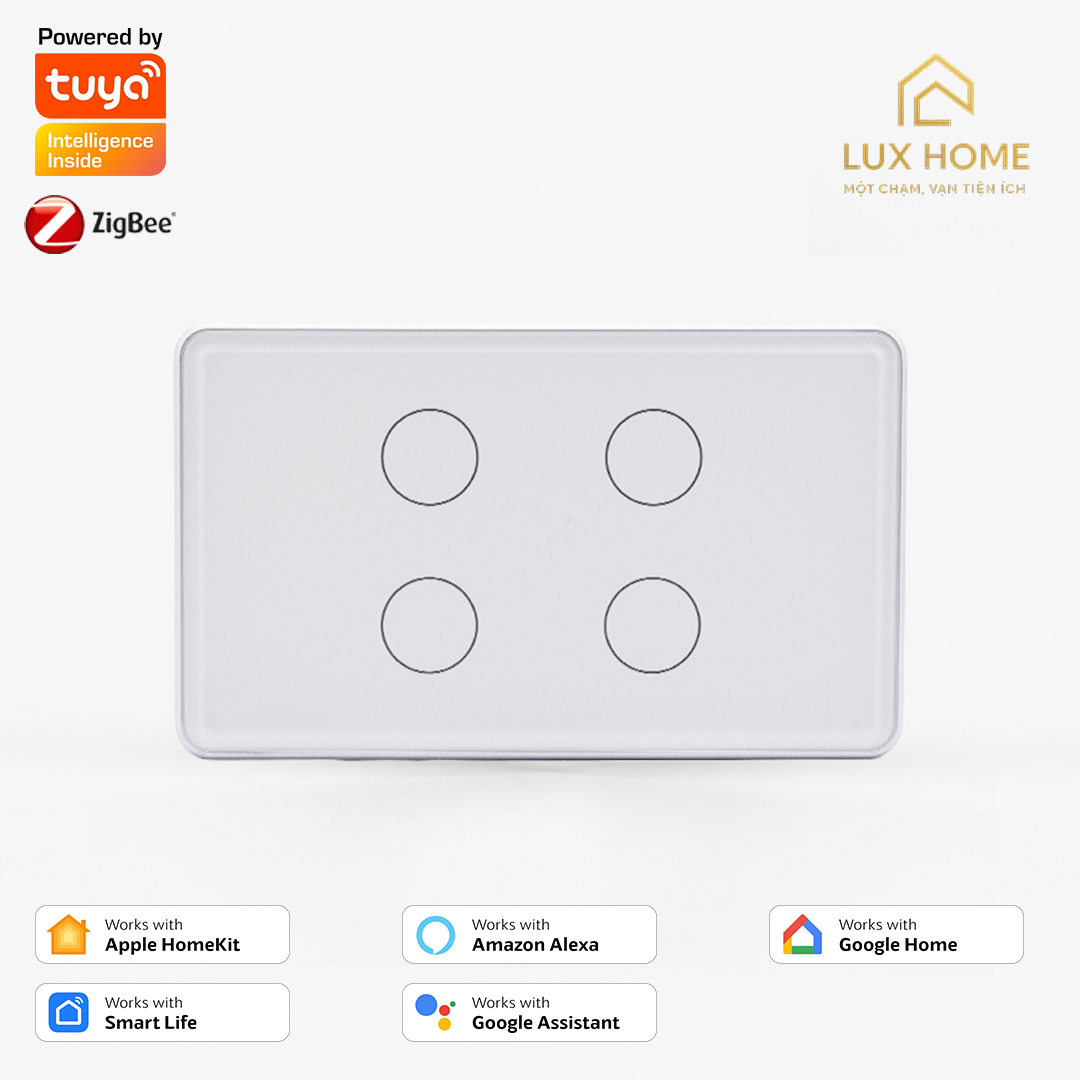 Powered by
tuya
Intelligence
Inside
ZigBee®
LUX HOME
MỘT CHẠM, VẠN TIỆN ÍCH
Works with
Apple HomeKit
Works with
Amazon Alexa
Works with
Google Home
Works with
Smart Life
Works with
Google Assistant